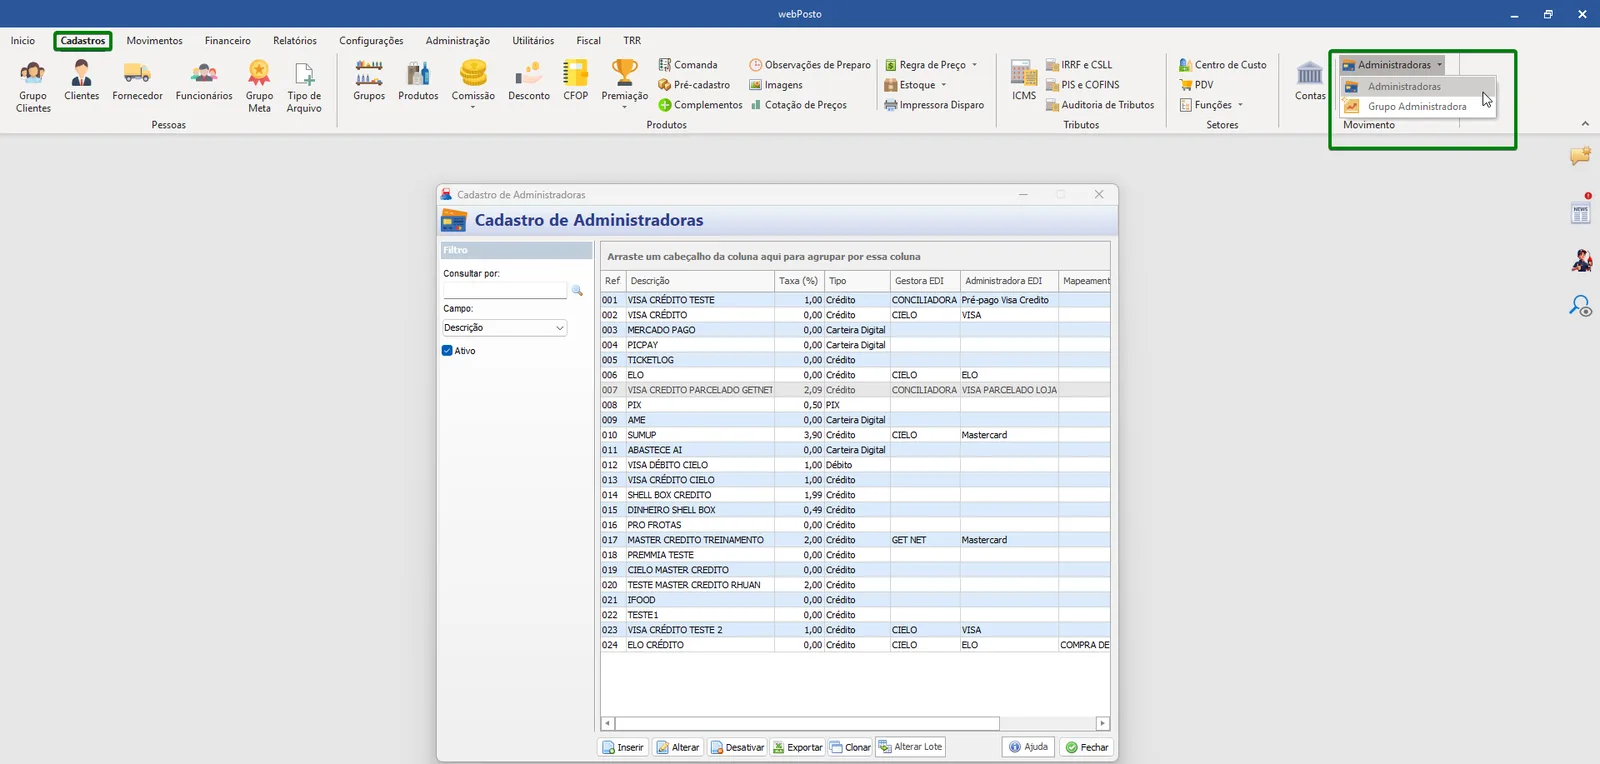 webPosto
Inicio Cadastros Movimentos Financeiro Relatórios Configurações Administração Utilitários Fiscal TRR
Grupo Clientes
Clientes
Fornecedor
Funcionários
Grupo Meta
Tipo de Arquivo
Pessoas
Grupos
Produtos
Comissão
Desconto
CFOP
Premiação
Comanda
Pré-cadastro
Complementos
Observações de Preparo
Imagens
Cotação de Preços
Regra de Preço
Estoque
Impressora Disparo
Produtos
ICMS
IRRF e CSLL
PIS e COFINS
Auditoria de Tributos
Tributos
Centro de Custo
PDV
Funções
Setores
Contas
Administradoras
Administradoras
Grupo Administradora
Movimento
NEWS
Cadastro de Administradoras
Cadastro de Administradoras
Filtro
Consultar por:
Campo:
Descrição
Ativo
Arraste um cabeçalho da coluna aqui para agrupar por essa coluna
Ref Descrição Taxa (%) Tipo Gestora EDI Administradora EDI Mapeament
001 VISA CRÉDITO TESTE 1,00 Crédito CONCILIADORA Pré-pago Visa Credito
002 VISA CRÉDITO 0,00 Crédito CIELO VISA
003 MERCADO PAGO 0,00 Carteira Digital
004 PICPAY 0,00 Carteira Digital
005 TICKETLOG 0,00 Crédito
006 ELO 0,00 Crédito CIELO ELO
007 VISA CREDITO PARCELADO GETNET 2,09 Crédito CONCILIADORA VISA PARCELADO LOJA
008 PIX 0,50 PIX
009 AME 0,00 Carteira Digital
010 SUMUP 3,90 Crédito CIELO Mastercard
011 ABASTECE AI 0,00 Carteira Digital
012 VISA DÉBITO CIELO 1,00 Débito
013 VISA CRÉDITO CIELO 1,00 Crédito
014 SHELL BOX CREDITO 1,99 Crédito
015 DINHEIRO SHELL BOX 0,49 Crédito
016 PRO FROTAS 0,00 Crédito
017 MASTER CREDITO TREINAMENTO 2,00 Crédito GET NET Mastercard
018 PREMMIA TESTE 0,00 Crédito
019 CIELO MASTER CREDITO 0,00 Crédito
020 TESTE MASTER CREDITO RHUAN 2,00 Crédito
021 IFOOD 0,00 Crédito
022 TESTE1 0,00 Crédito
023 VISA CRÉDITO TESTE 2 1,00 Crédito CIELO VISA
024 ELO CRÉDITO 0,00 Crédito CIELO ELO COMPRA DE
Inserir Alterar Desativar Exportar Clonar Alterar Lote Ajuda Fechar